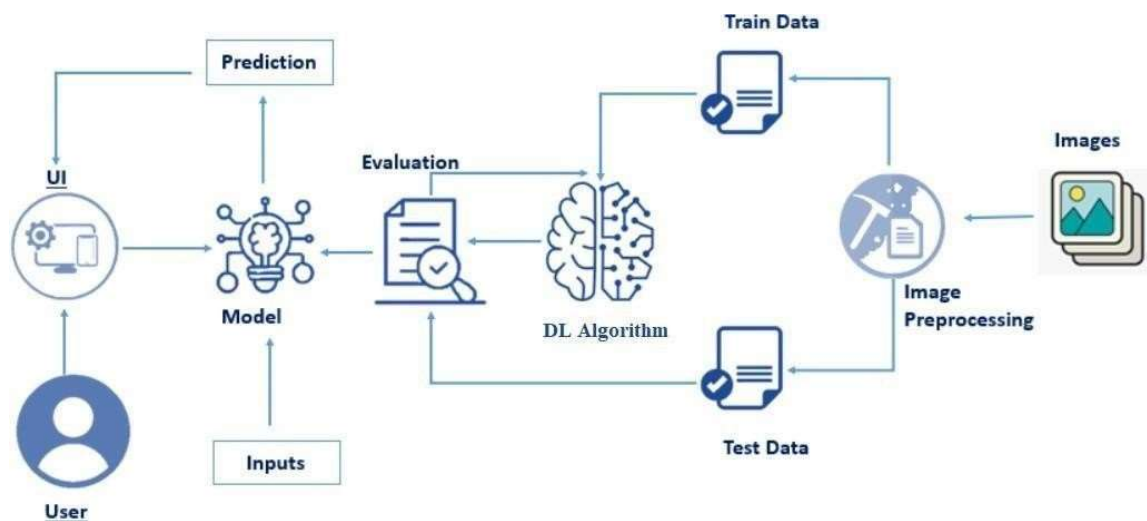 Train Data
Prediction
Images
Evaluation
UI
Image
Preprocessing
Model
DL Algorithm
Test Data
Inputs
User